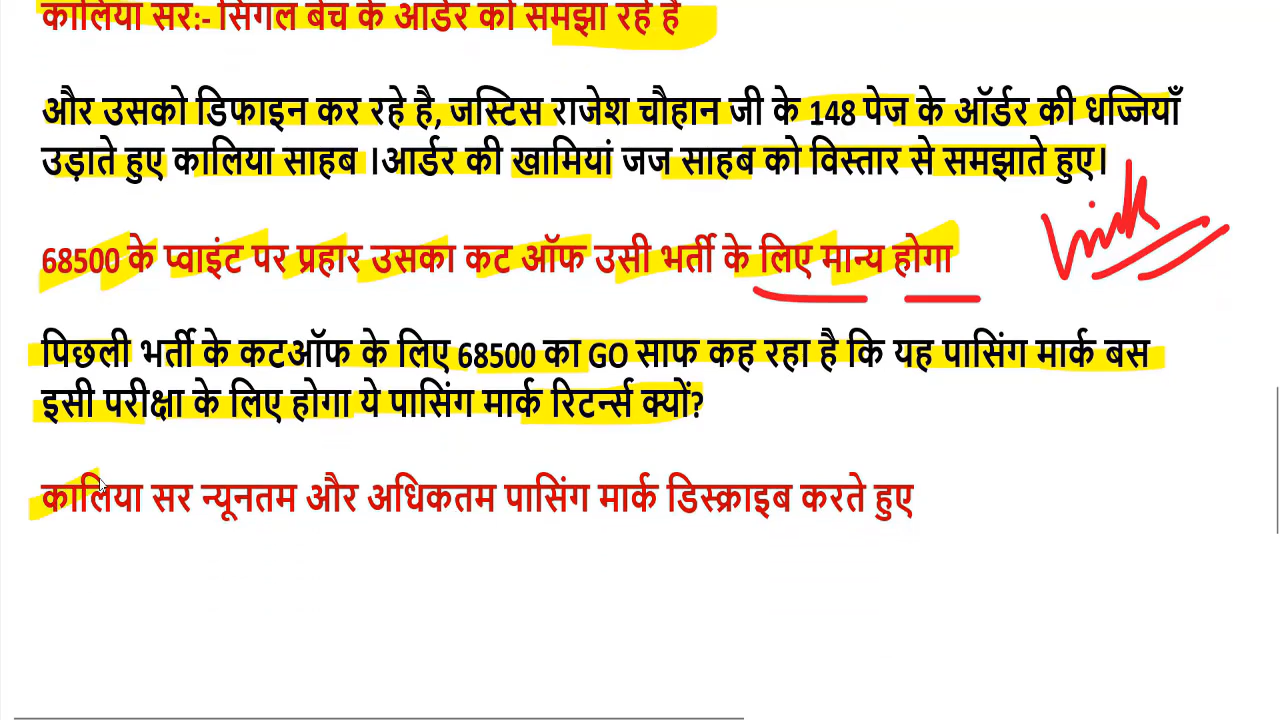 कालिया सर:- सिंगल बेंच के आर्डर को समझा रहे हैं
और उसको डिफाइन कर रहे है, जस्टिस राजेश चौहान जी के 148 पेज के ऑर्डर की धज्जियाँ
उड़ाते हुए कालिया साहब ।आर्डर की खामियां जज साहब को विस्तार से समझाते हुए।
68500 के प्वाइंट पर प्रहार उसका कट ऑफ उसी भर्ती के लिए मान्य होगा
पिछली भर्ती के कटऑफ के लिए 68500 का GO साफ कह रहा है कि यह पासिंग मार्क बस
इसी परीक्षा के लिए होगा ये पासिंग मार्क रिटर्न्स क्यों?
कालिया सर न्यूनतम और अधिकतम पासिंग मार्क डिस्क्राइब करते हुए